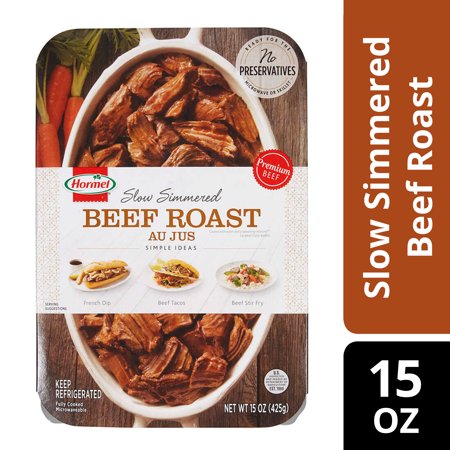 READY FOR THE
No
PRESERVATIVES
MICROWAVE OR SKILLET
Hormel
Slow Simmered
Premium
BEEF
BEEF ROAST
AU JUS
SIMPLE IDEAS
French Dip
Beef Tacos
Beef Stir Fry
SERVING
SUGGESTIONS
KEEP
REFRIGERATED
Fully Cooked
Microwaveable
NET WT 15 OZ (425g)
Slow Simmered
Beef Roast
15
OZ